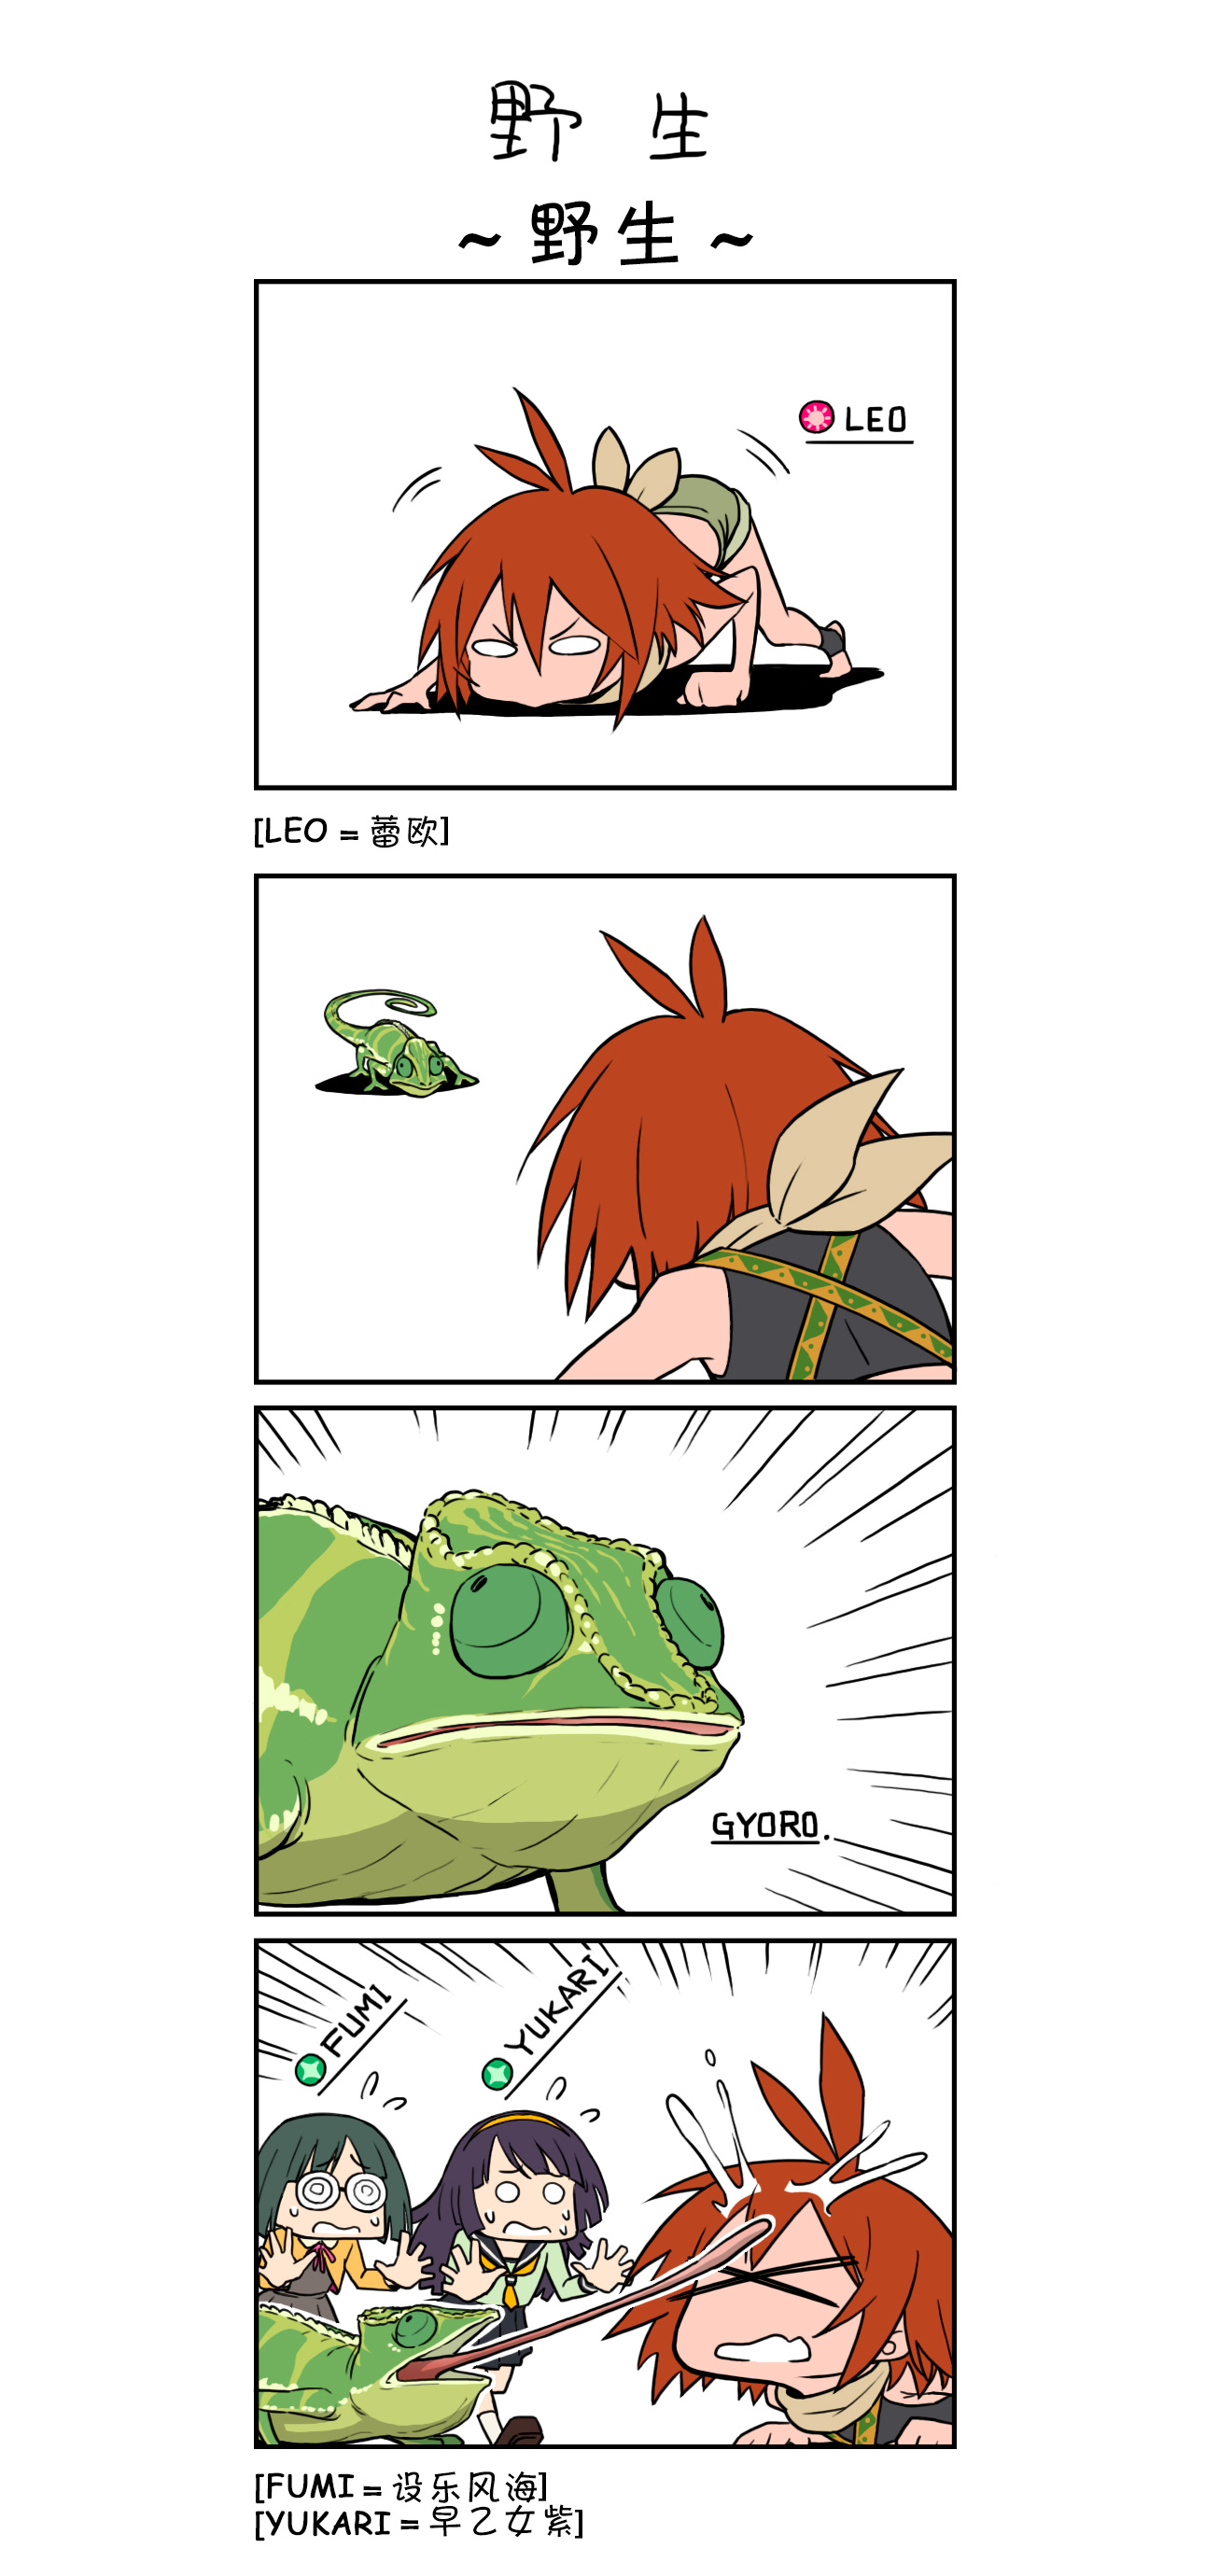 野生
~野生~
LEO
[LEO = 蕾欧]
GYORO.
FUMI
YUKARI
[FUMI = 设乐风海]
[YUKARI = 早乙女紫]